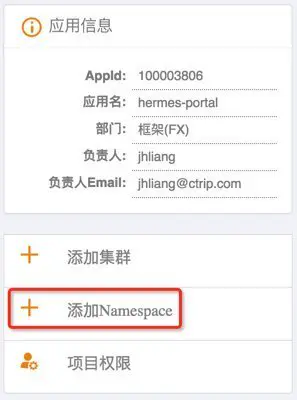 应用信息
AppId: 100003806
应用名: hermes-portal
部门: 框架(FX)
负责人: jhliang
负责人Email: jhliang@ctrip.com
添加集群
添加Namespace
项目权限